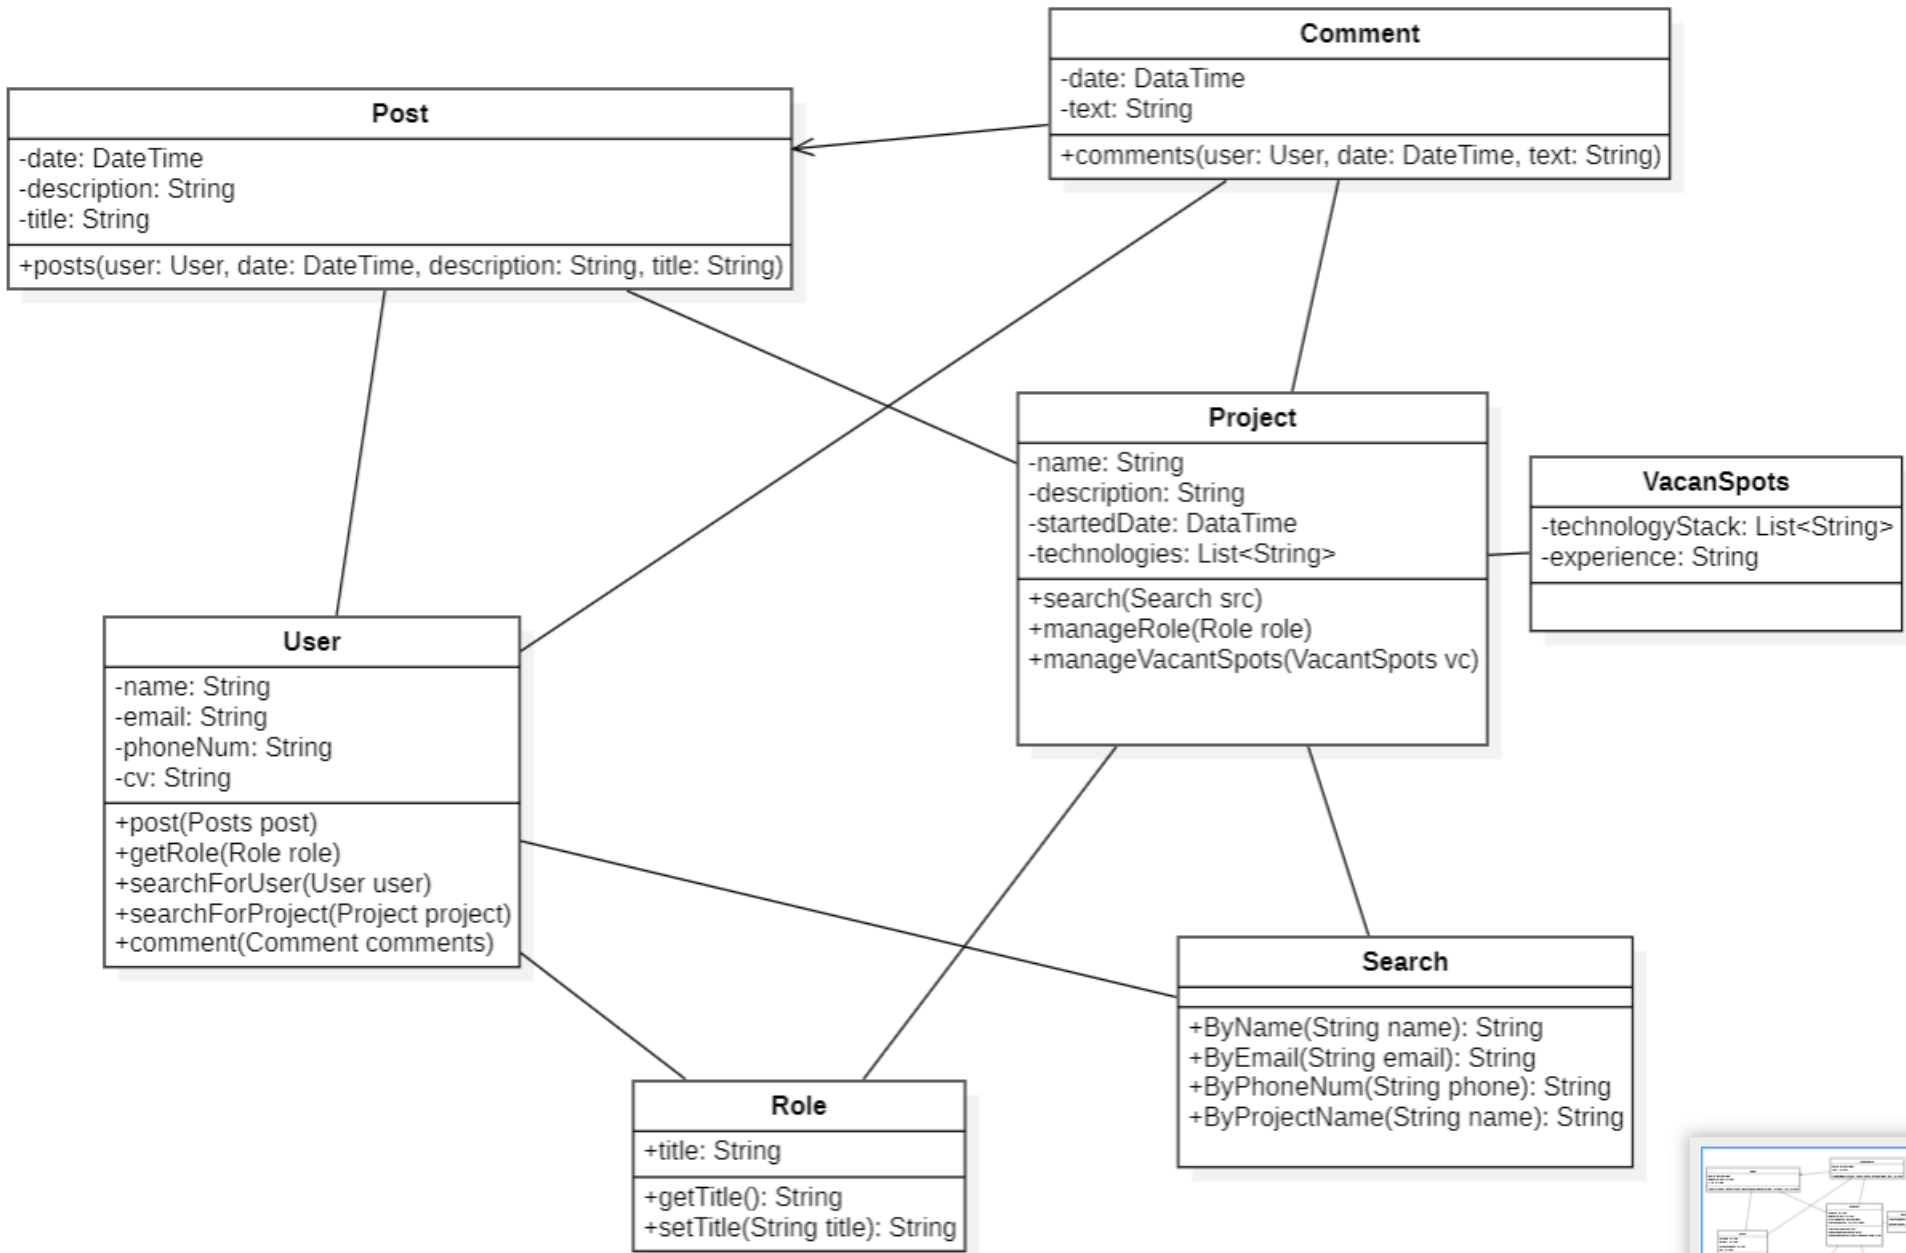 Comment
-date: DataTime
-text: String
+comments(user: User, date: DateTime, text: String)
Post
-date: DateTime
-description: String
-title: String
+posts(user: User, date: DateTime, description: String, title: String)
Project
-name: String
-description: String
-startedDate: DataTime
-technologies: List<String>
+search(Search src)
+manageRole(Role role)
+manageVacantSpots(VacantSpots vc)
VacanSpots
-technologyStack: List<String>
-experience: String
User
-name: String
-email: String
-phoneNum: String
-cv: String
+post(Posts post)
+getRole(Role role)
+searchForUser(User user)
+searchForProject(Project project)
+comment(Comment comments)
Search
+ByName(String name): String
+ByEmail(String email): String
+ByPhoneNum(String phone): String
+ByProjectName(String name): String
Role
+title: String
+getTitle(): String
+setTitle(String title): String